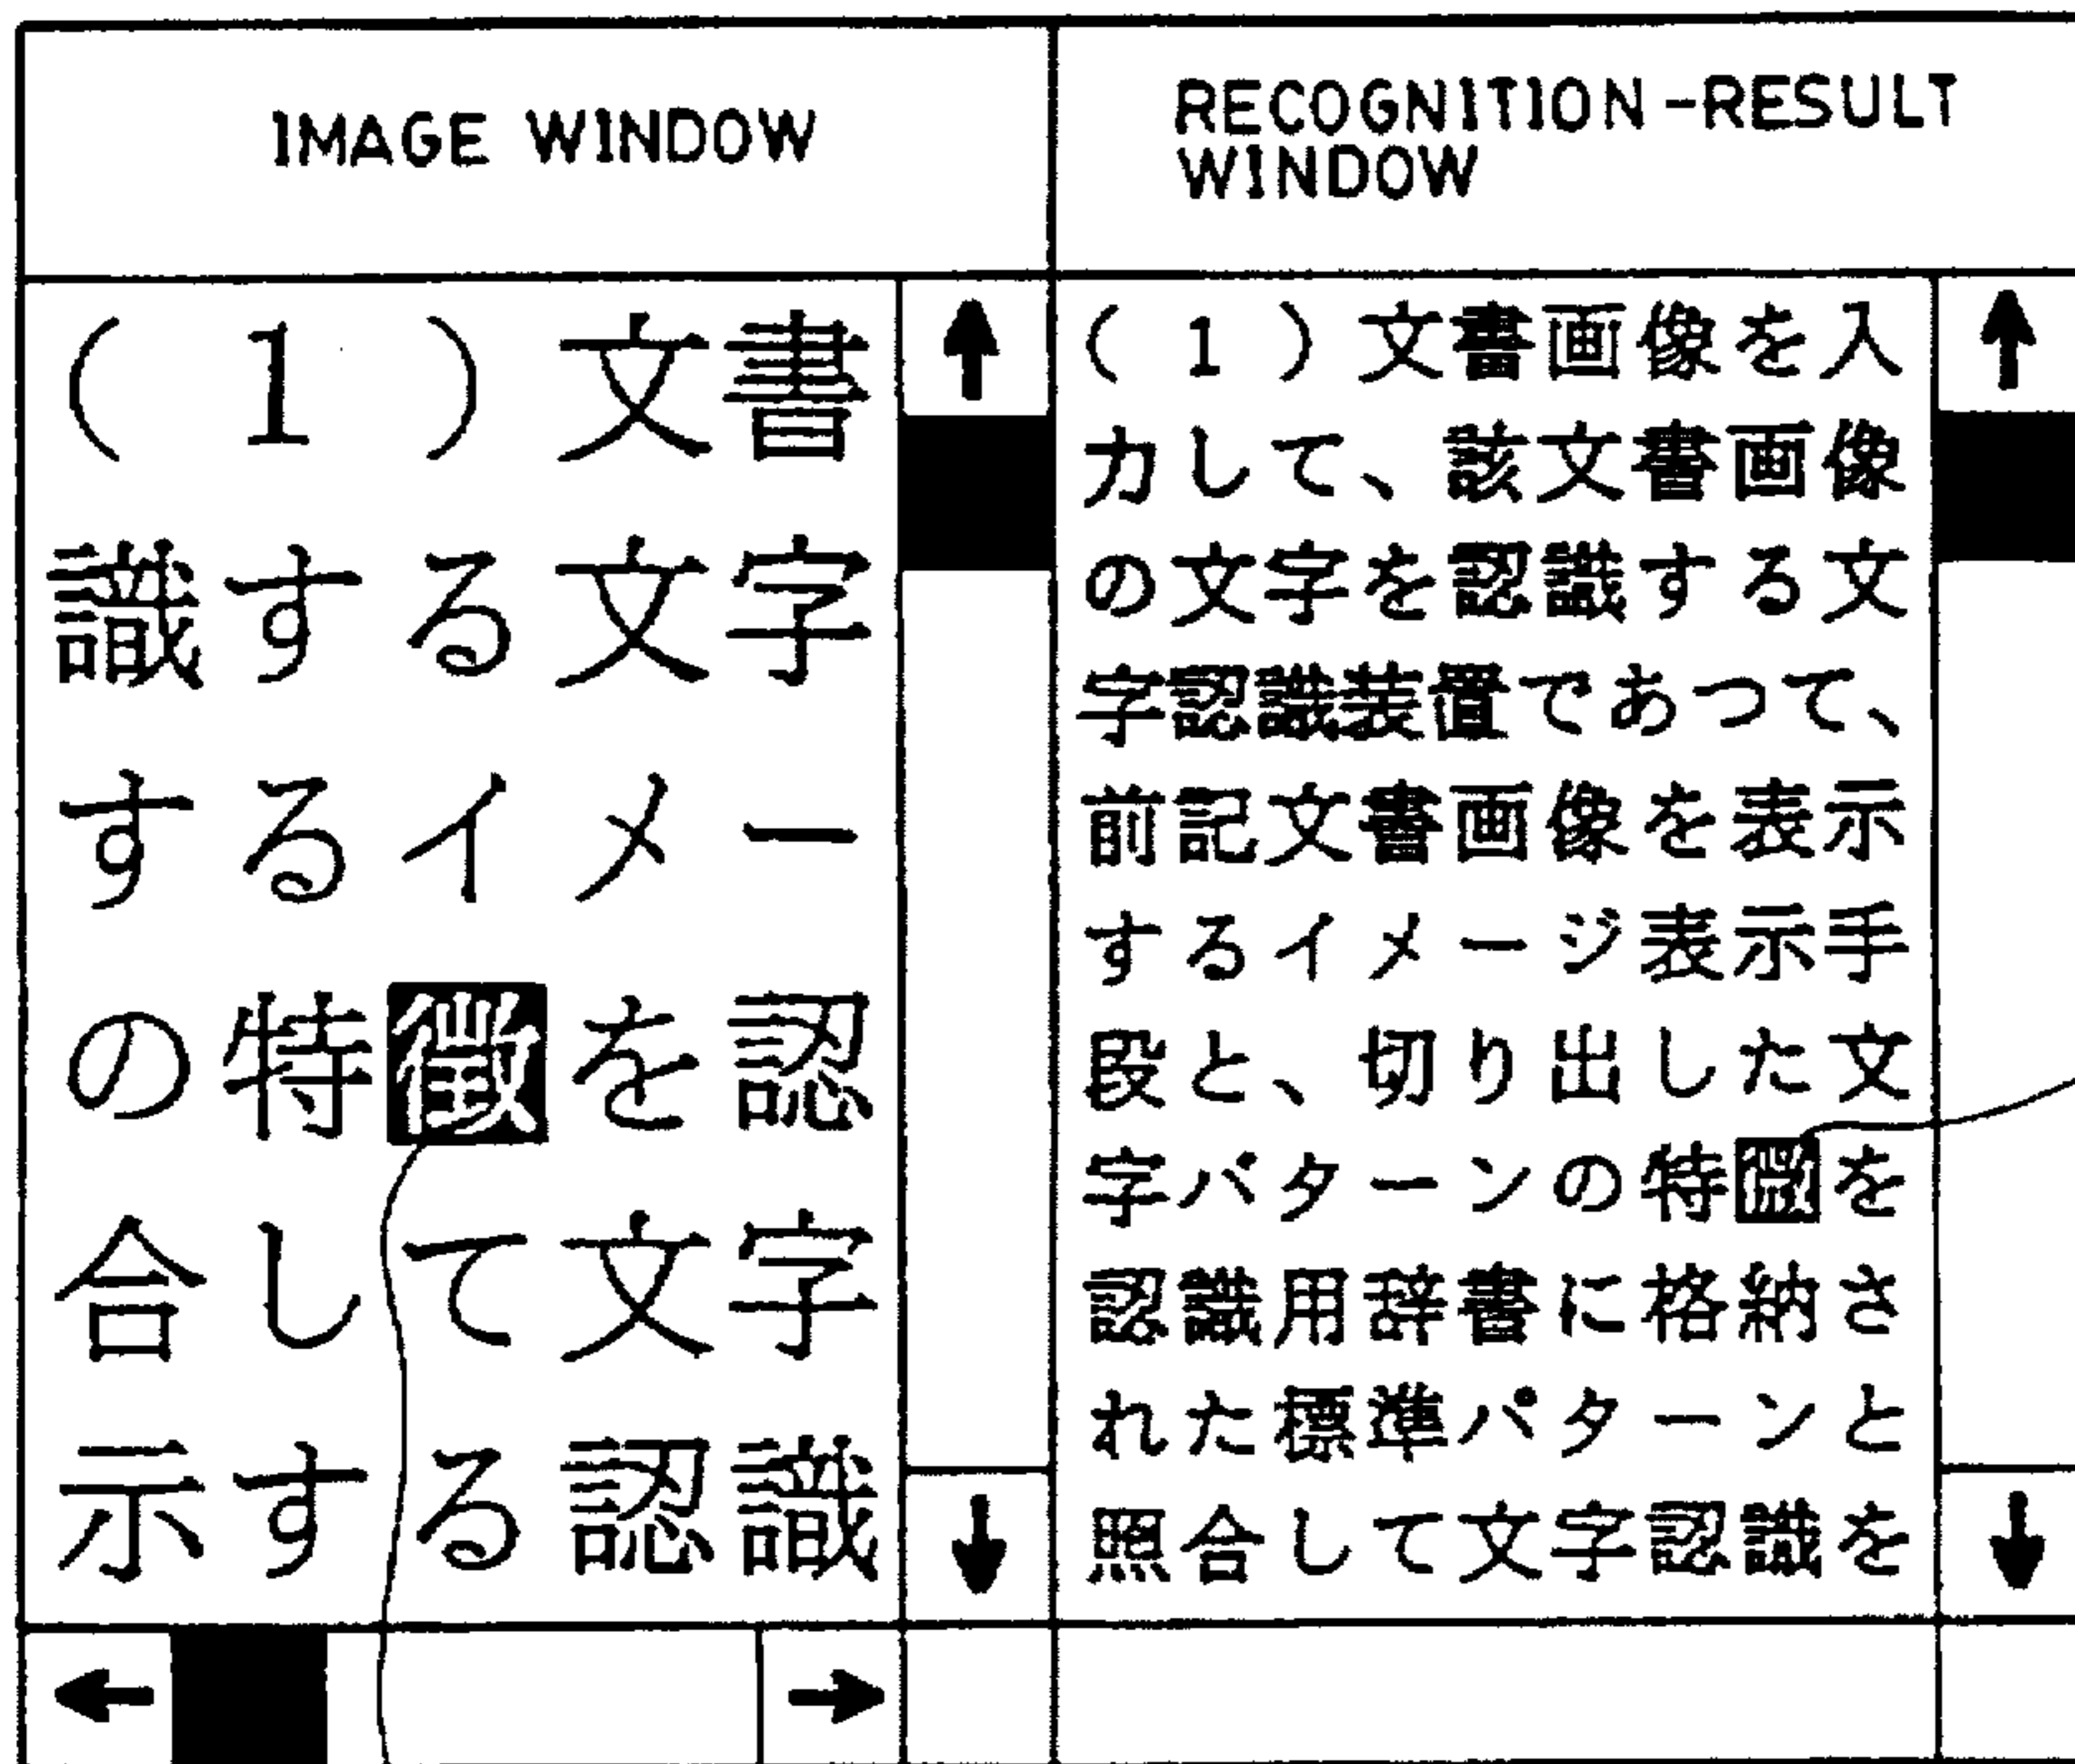 IMAGE WINDOW
(1)文書
識する文字
するイメー
の特徴を認
合して文字
示する認識
RECOGNITION-RESULT
WINDOW
(1)文書画像を入
力して、該文書画像
の文字を認識する文
字認識装置であつて、
前記文書画像を表示
するイメージ表示手
段と、切り出した文
字パターンの特微を
認識用辞書に格納さ
れた標準パターンと
照合して文字認識を